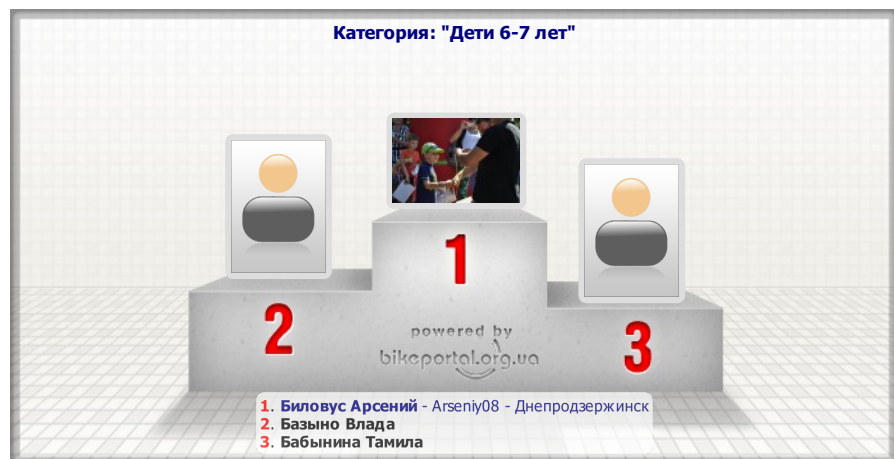 Категория: "Дети 6-7 лет"
1
2
3
powered by
bikeportal.org.ua
1. Биловус Арсений - Arseniy08 - Днепродзержинск
2. Базыно Влада
3. Бабынина Тамила